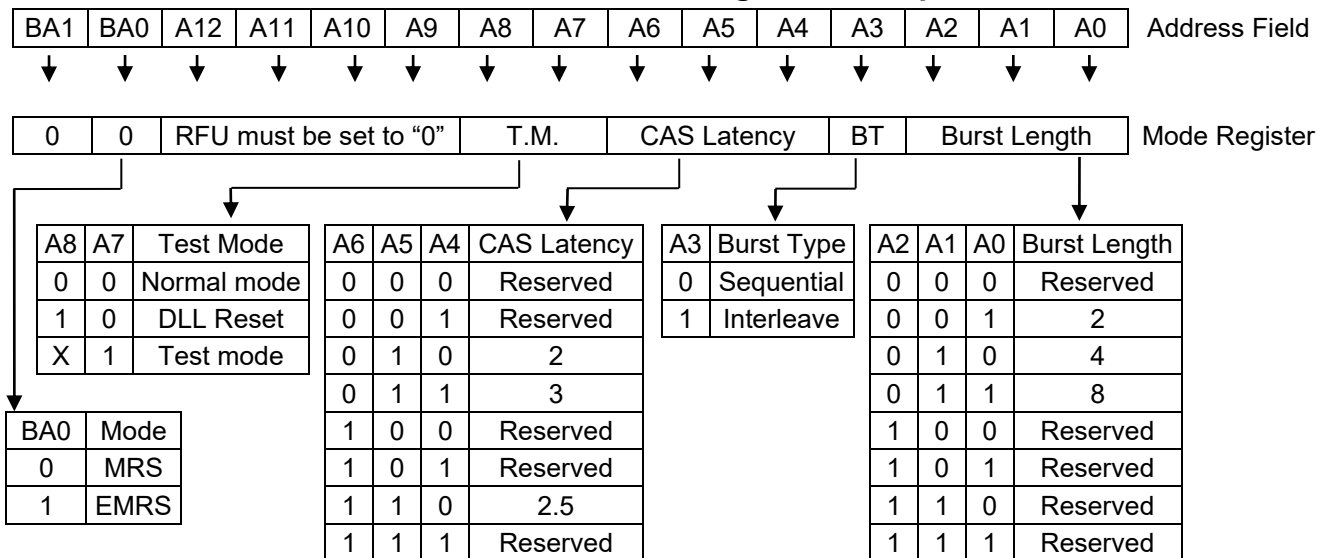 BA1 BA0 A12 A11 A10 A9 A8 A7 A6 A5 A4 A3 A2 A1 A0 Address Field
0 0 RFU must be set to “0” T.M. CAS Latency BT Burst Length Mode Register
A8 A7 Test Mode
0 0 Normal mode
1 0 DLL Reset
X 1 Test mode
BA0 Mode
0 MRS
1 EMRS
A6 A5 A4 CAS Latency
0 0 0 Reserved
0 0 1 Reserved
0 1 0 2
0 1 1 3
1 0 0 Reserved
1 0 1 Reserved
1 1 0 2.5
1 1 1 Reserved
A3 Burst Type
0 Sequential
1 Interleave
A2 A1 A0 Burst Length
0 0 0 Reserved
0 0 1 2
0 1 0 4
0 1 1 8
1 0 0 Reserved
1 0 1 Reserved
1 1 0 Reserved
1 1 1 Reserved